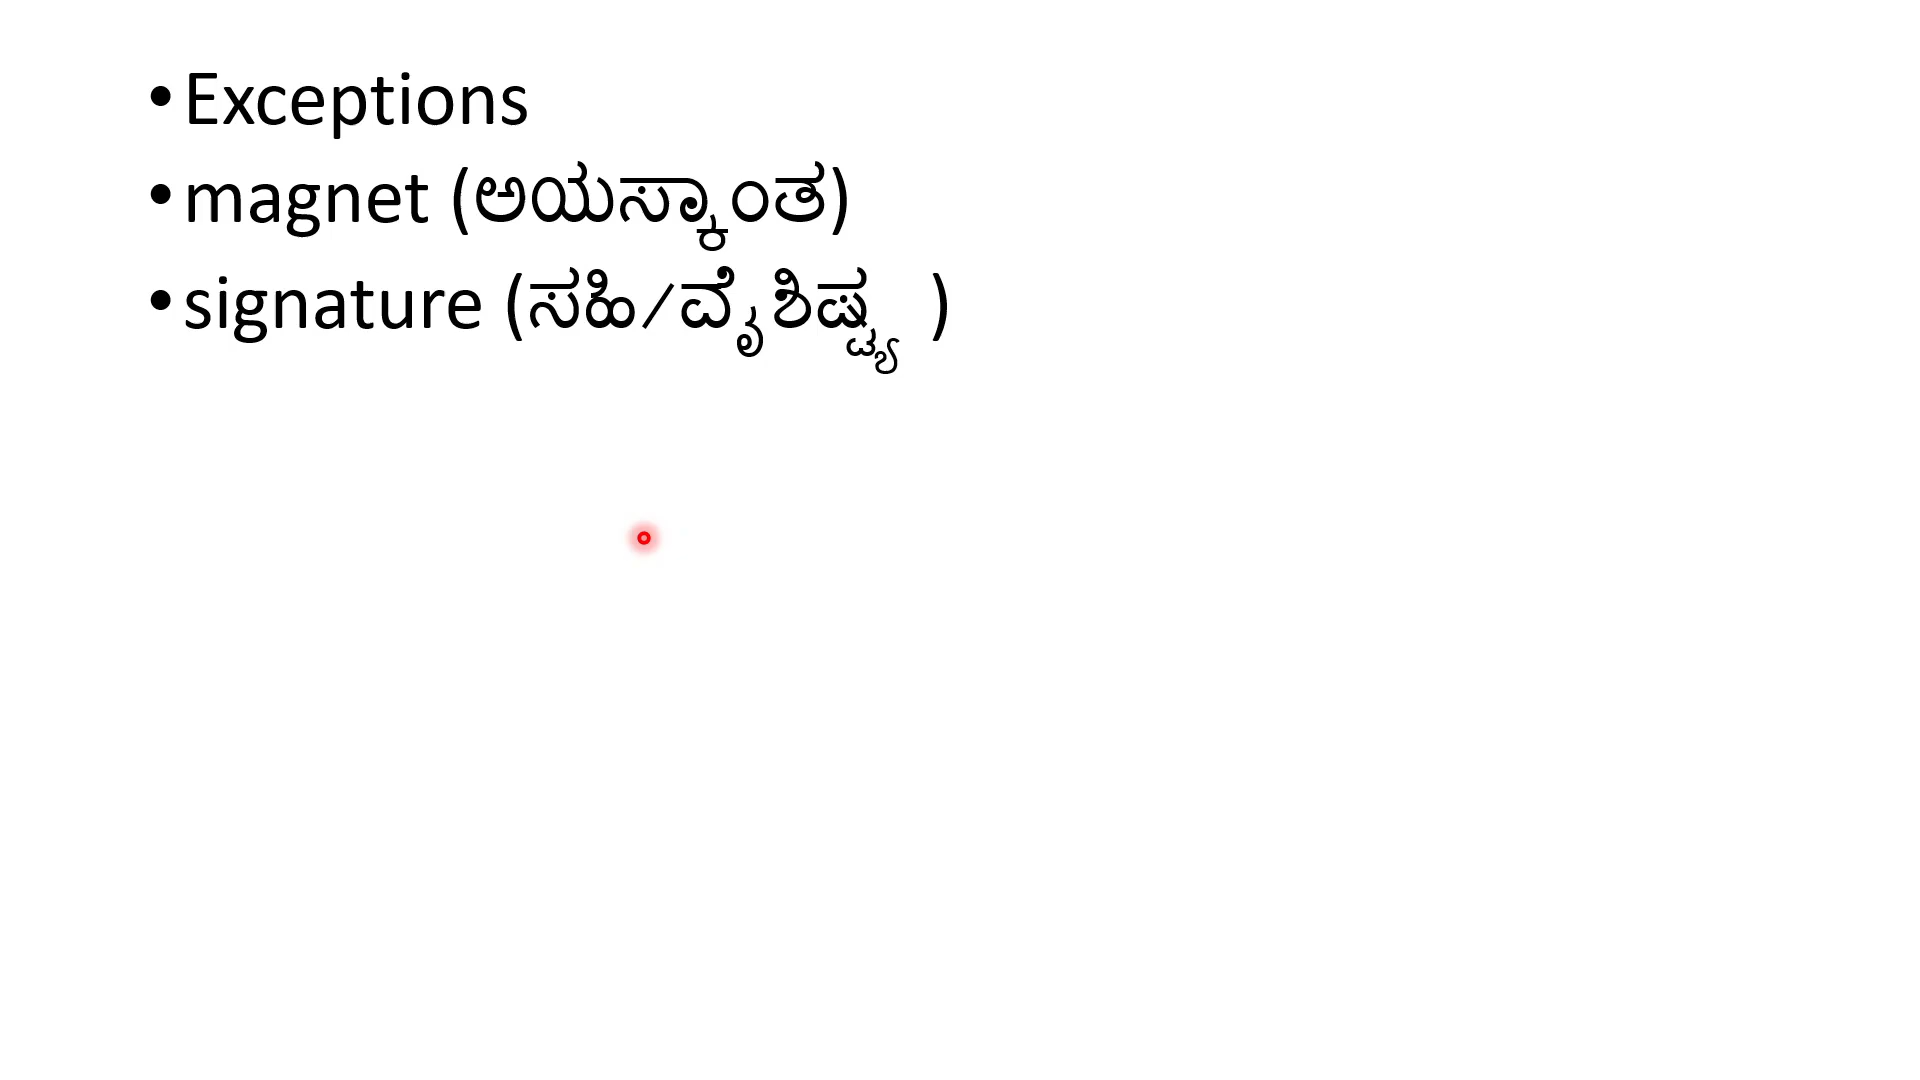 • Exceptions
• magnet (ಅಯಸ್ಕಾಂತ)
• signature (ಸಹಿ/ವೈಶಿಷ್ಟ್ಯ )